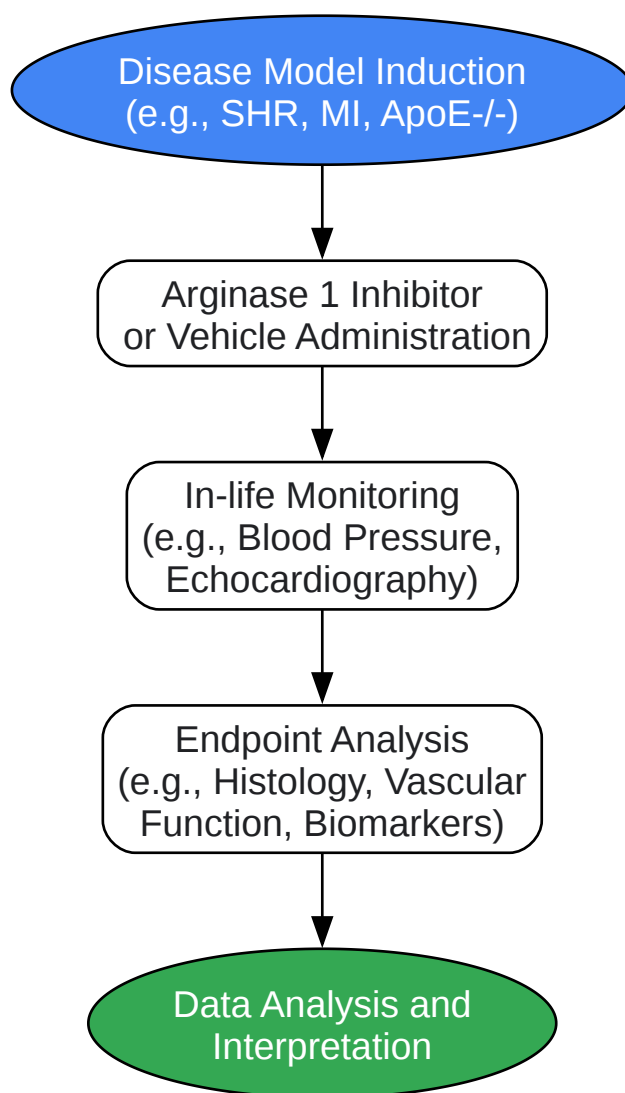 Disease Model Induction
(e.g., SHR, MI, ApoE-/-)
Arginase 1 Inhibitor
or Vehicle Administration
In-life Monitoring
(e.g., Blood Pressure,
Echocardiography)
Endpoint Analysis
(e.g., Histology, Vascular
Function, Biomarkers)
Data Analysis and
Interpretation